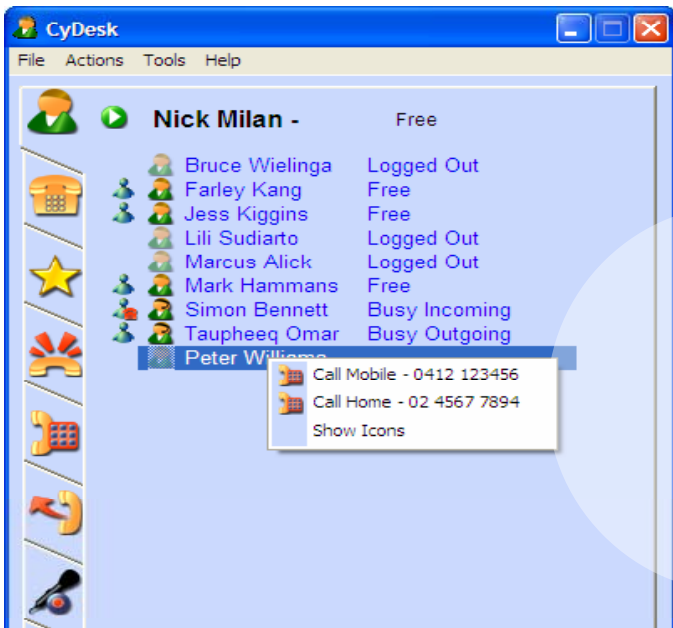 CyDesk
File Actions Tools Help
Nick Milan - Free
Bruce Wielinga Logged Out
Farley Kang Free
Jess Kiggins Free
Lili Sudiarto Logged Out
Marcus Alick Logged Out
Mark Hammans Free
Simon Bennett Busy Incoming
Taupheeq Omar Busy Outgoing
Peter Williams
Call Mobile - 0412 123456
Call Home - 02 4567 7894
Show Icons